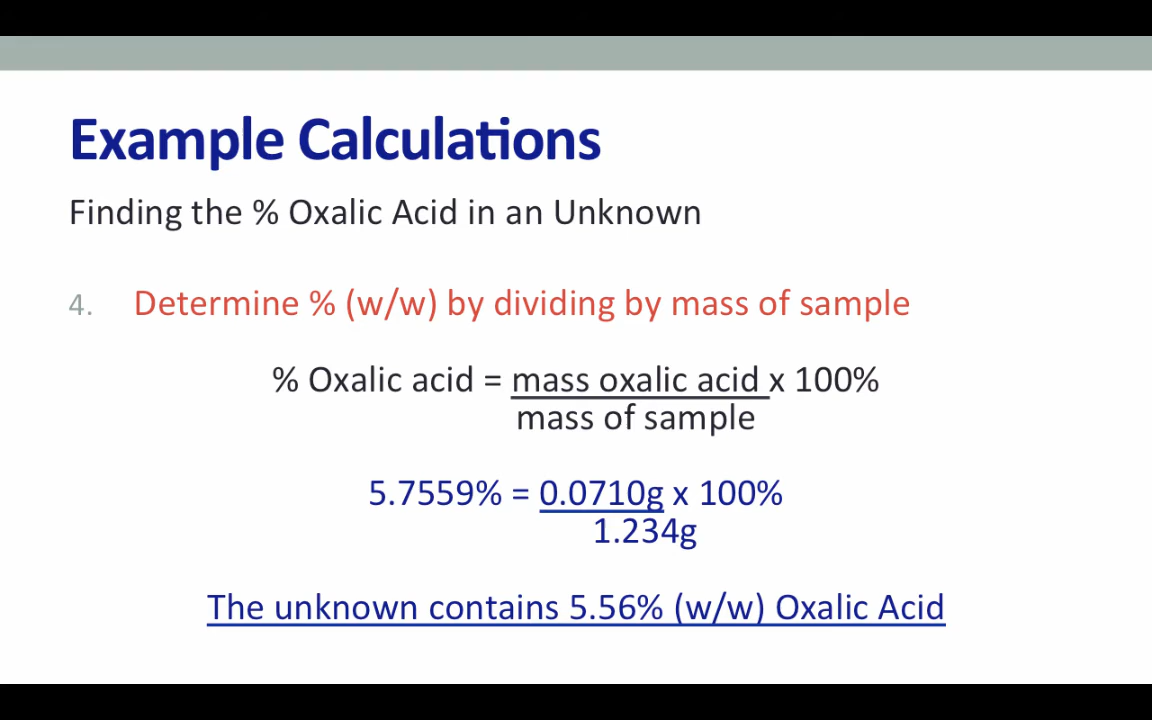 Example Calculations
Finding the % Oxalic Acid in an Unknown
4. Determine % (w/w) by dividing by mass of sample
% Oxalic acid = mass oxalic acid x 100%
mass of sample
5.7559% = 0.0710g x 100%
1.234g
The unknown contains 5.56% (w/w) Oxalic Acid